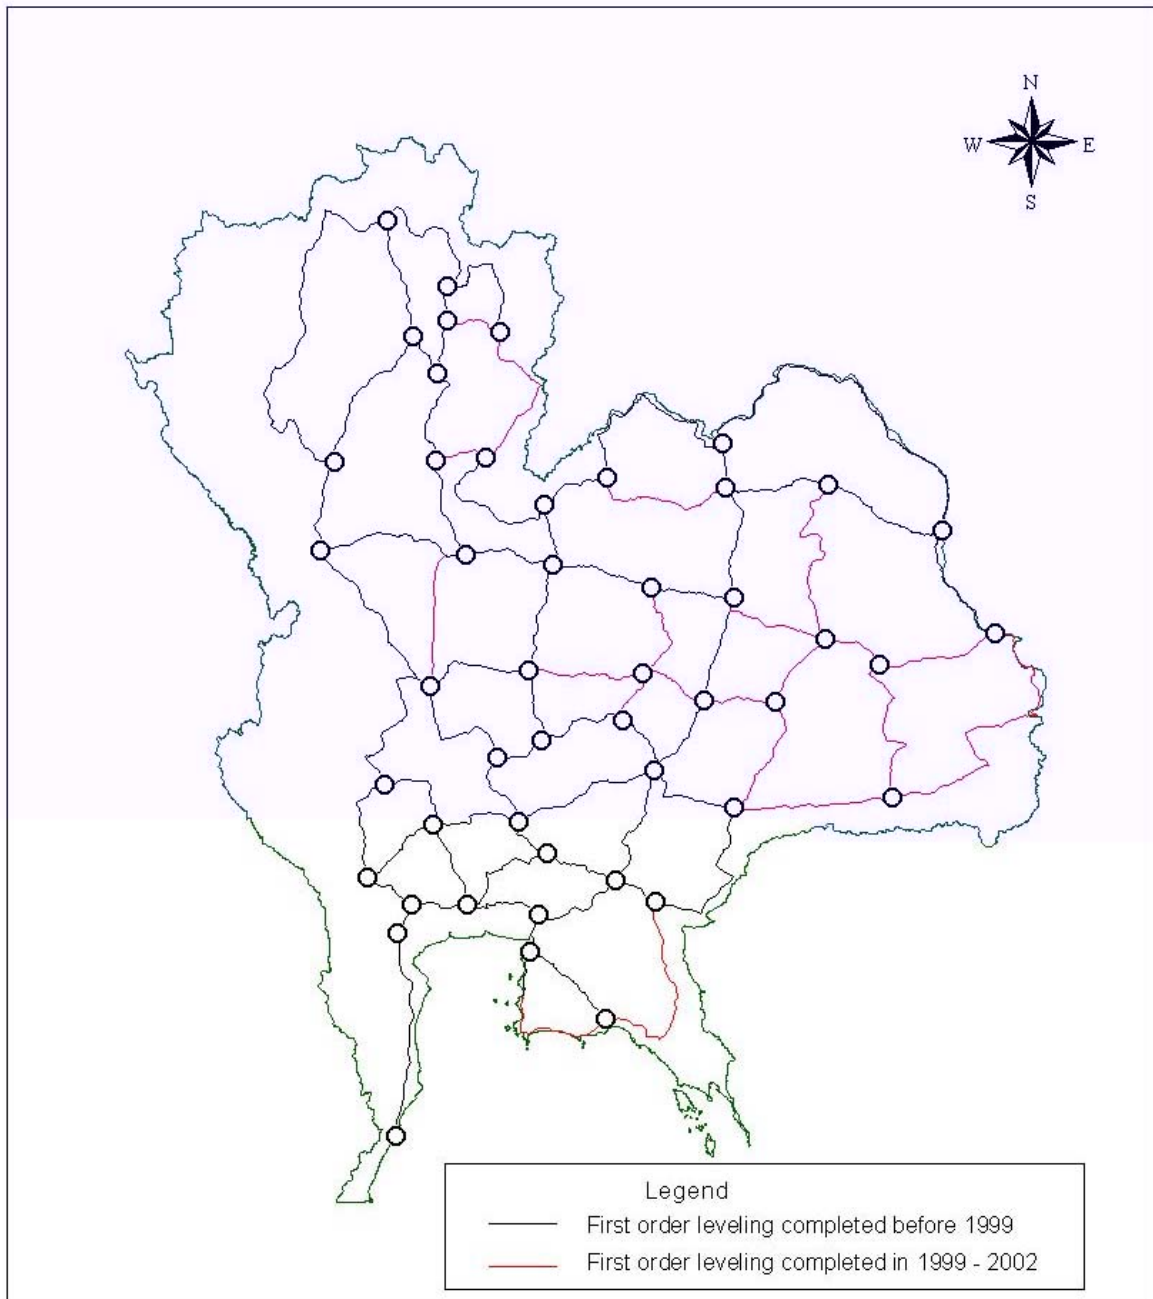 N
W E
S
Legend
First order leveling completed before 1999
First order leveling completed in 1999 - 2002